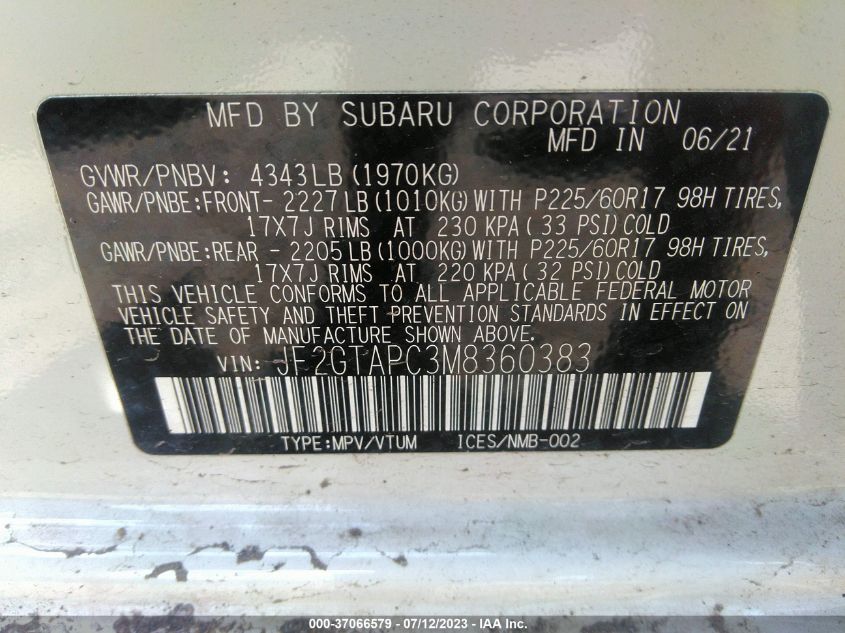 MFD BY SUBARU CORPORATION
MFD IN 06/21
GVWR/PNBV: 4343LB (1970KG)
GAWR/PNBE:FRONT- 2227LB (1010KG) WITH P225/60R17 98H TIRES,
17X7J RIMS AT 230 KPA (33 PSI) COLD
GAWR/PNBE:REAR - 2205LB (1000KG) WITH P225/60R17 98H TIRES,
17X7J RIMS AT 220 KPA (32 PSI) COLD
THIS VEHICLE CONFORMS TO ALL APPLICABLE FEDERAL MOTOR
VEHICLE SAFETY AND THEFT PREVENTION STANDARDS IN EFFECT ON
THE DATE OF MANUFACTURE SHOWN ABOVE.
VIN: JF2GTAPC3M8360383
TYPE:MPV/VTUM ICES/NMB-002
000-37066579 - 07/12/2023 - IAAI.com